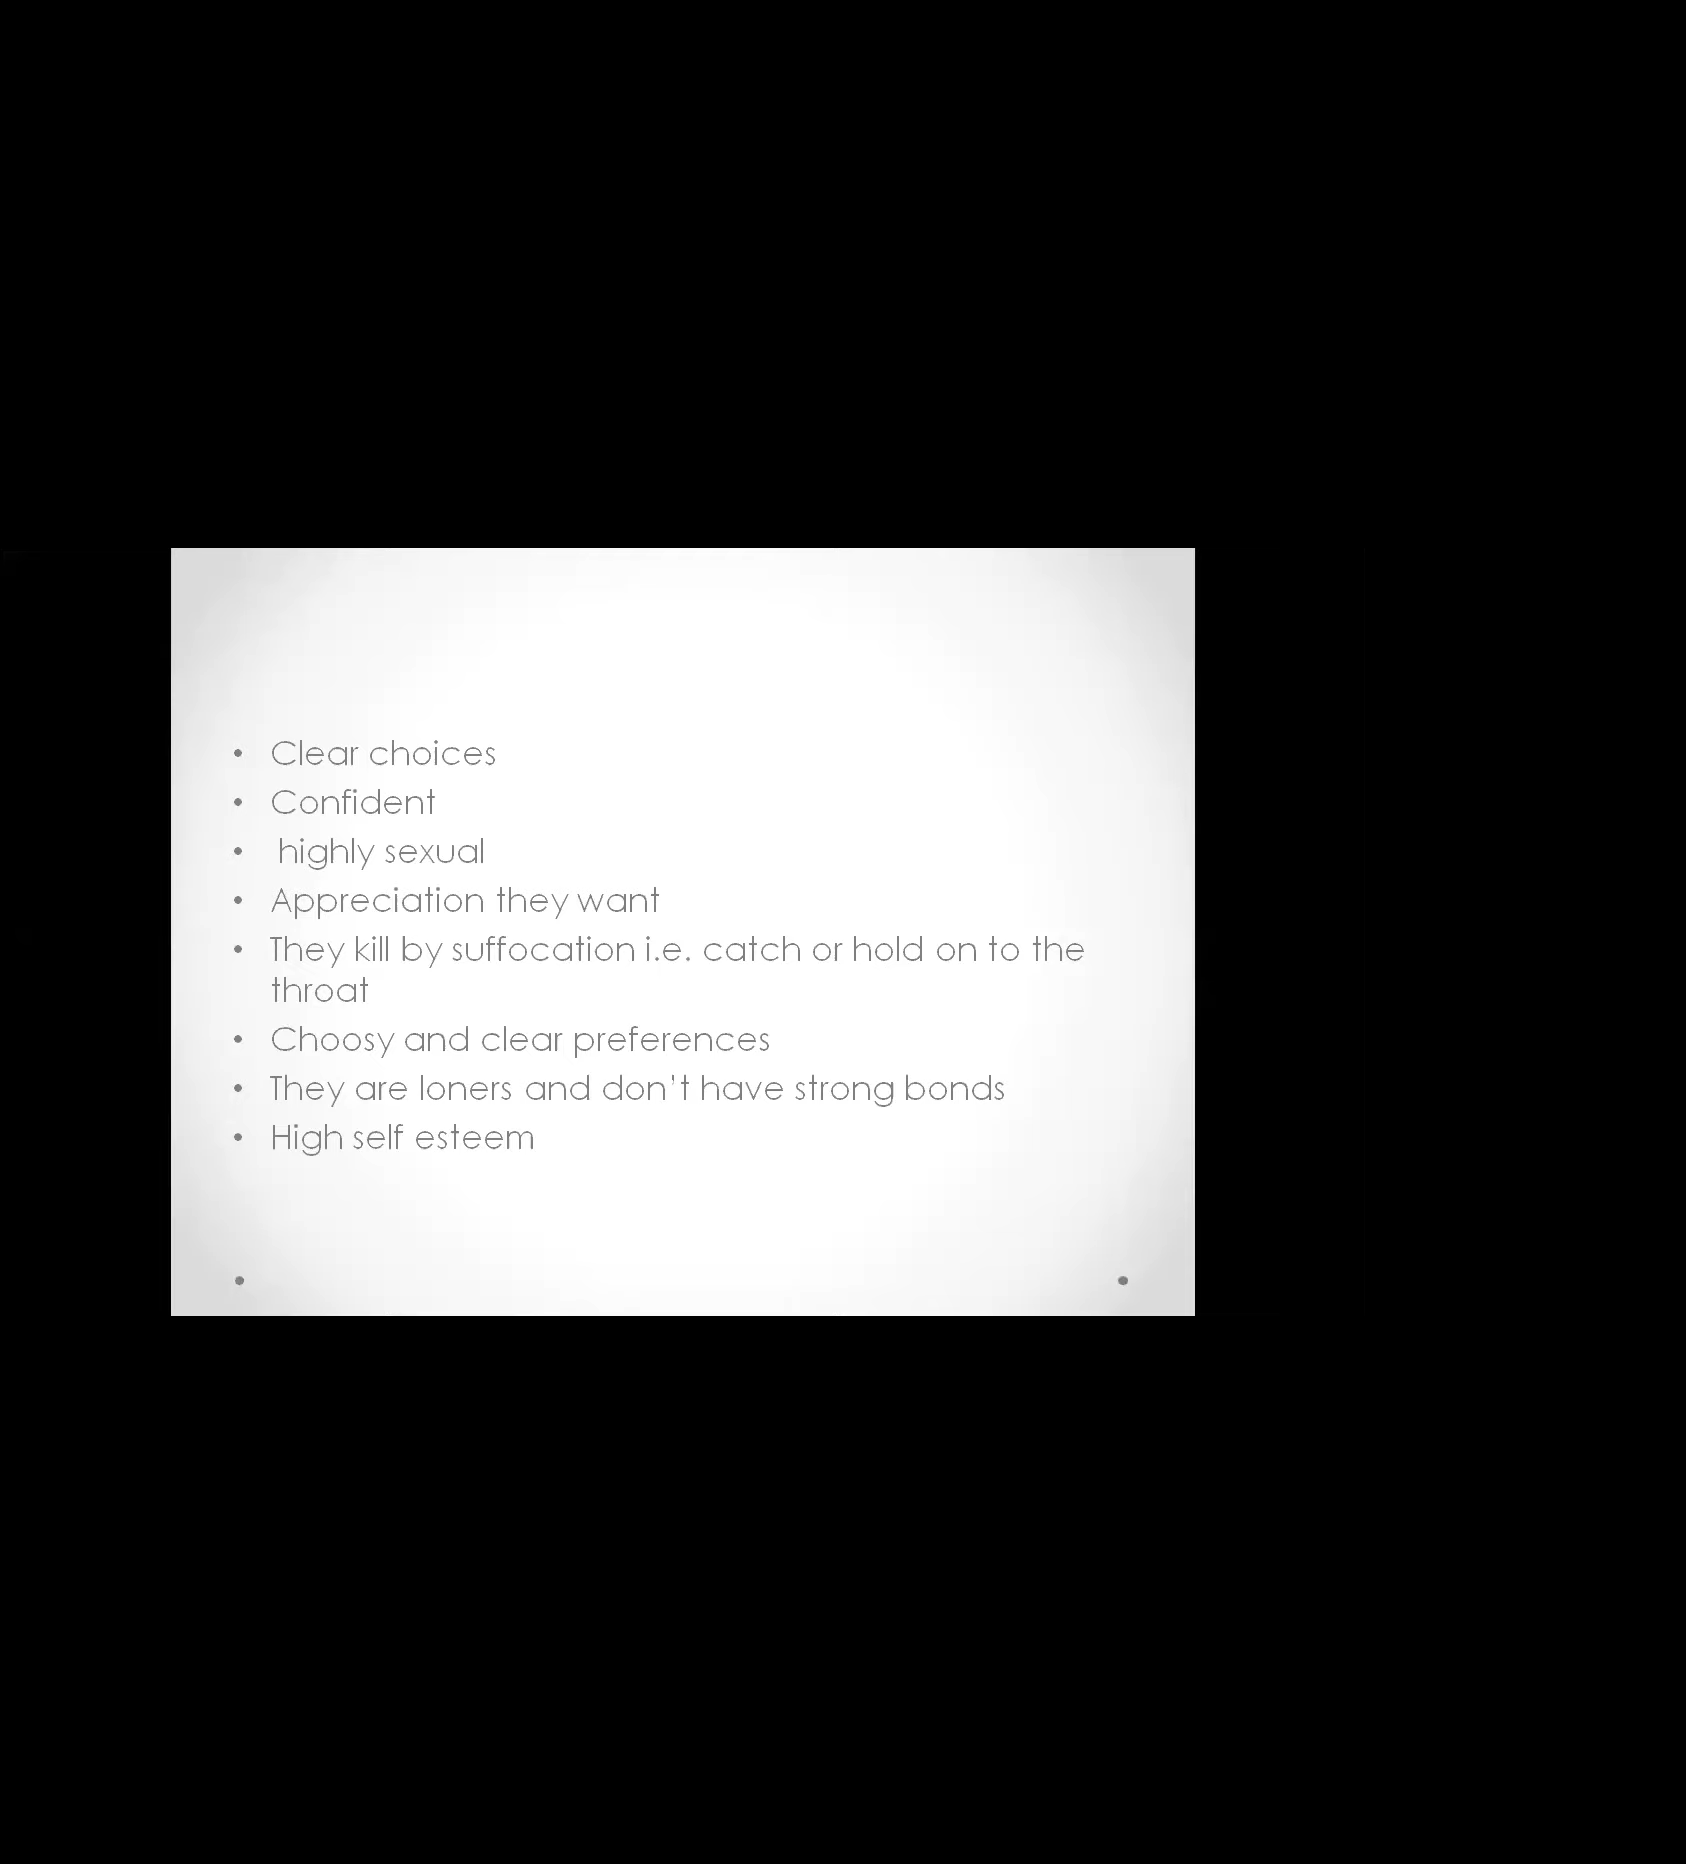 • Clear choices
• Confident
• highly sexual
• Appreciation they want
• They kill by suffocation i.e. catch or hold on to the
throat
• Choosy and clear preferences
• They are loners and don't have strong bonds
• High self esteem